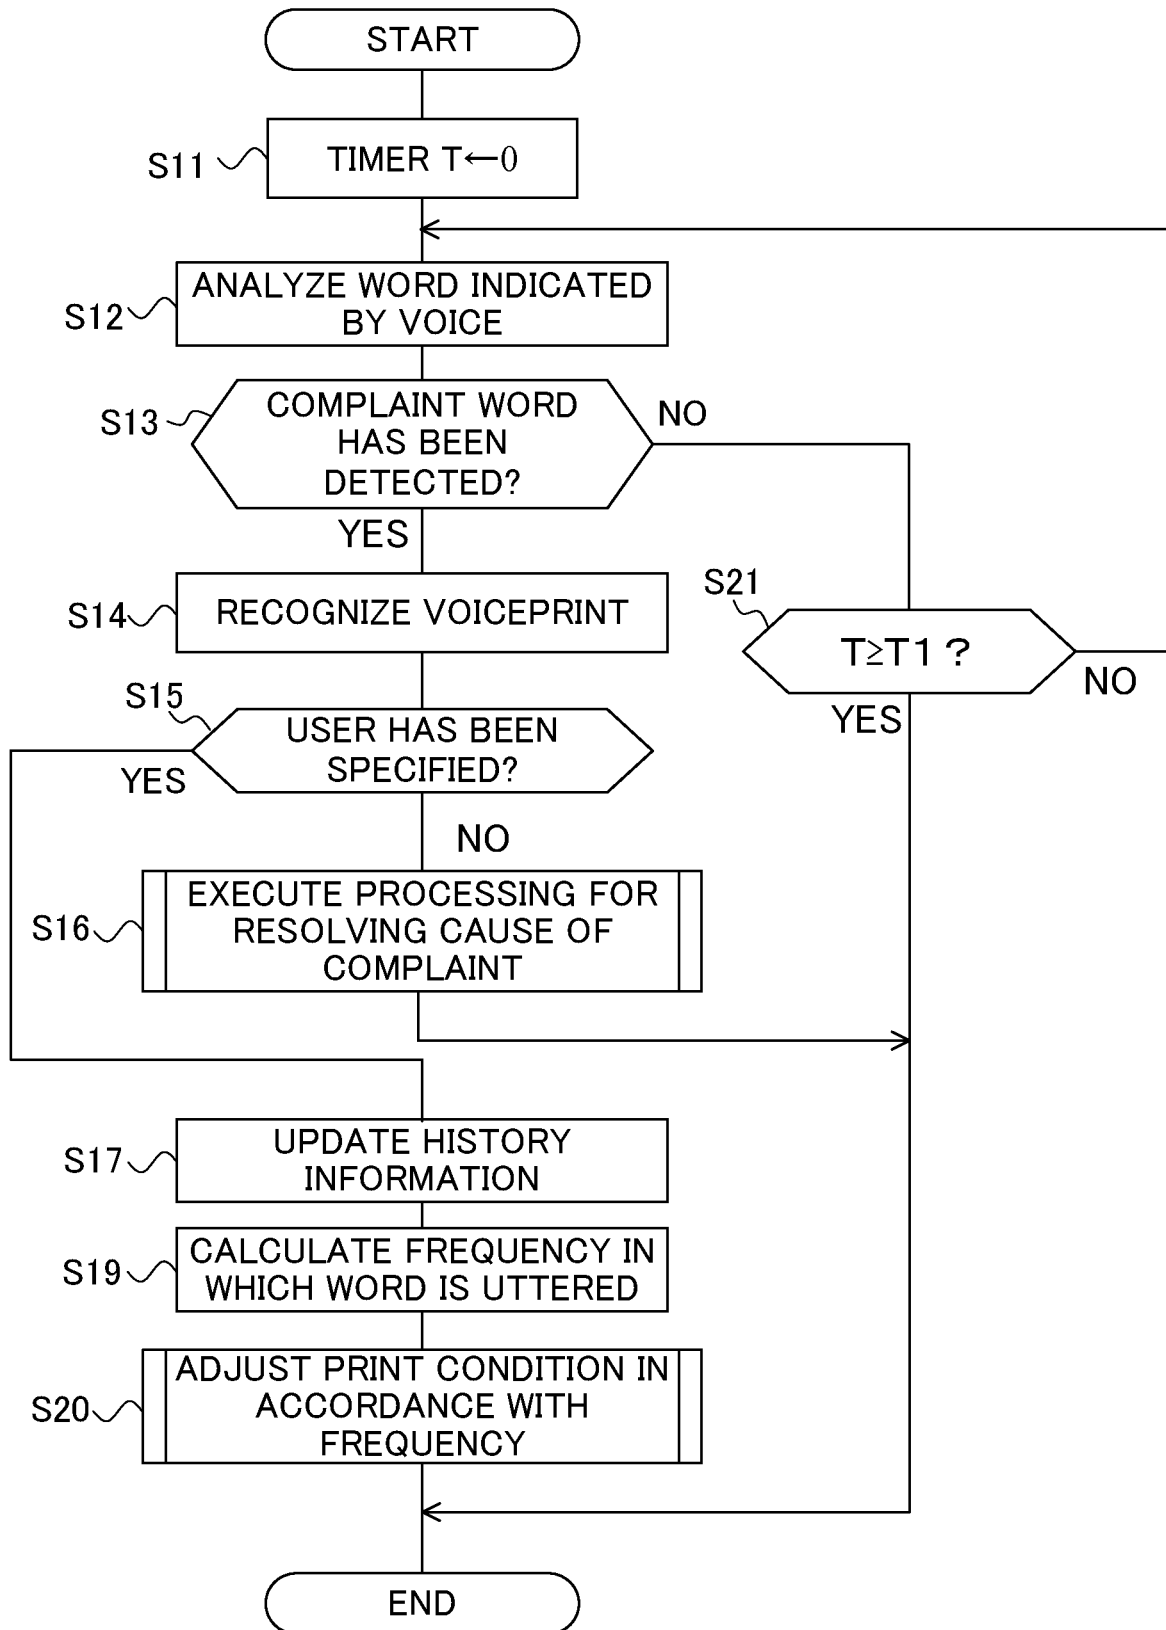 START
S11
TIMER T←0
S12
ANALYZE WORD INDICATED
BY VOICE
S13
COMPLAINT WORD
HAS BEEN
DETECTED?
NO
YES
S14
RECOGNIZE VOICEPRINT
S21
T≥T1?
NO
YES
S15
USER HAS BEEN
SPECIFIED?
YES
NO
S16
EXECUTE PROCESSING FOR
RESOLVING CAUSE OF
COMPLAINT
S17
UPDATE HISTORY
INFORMATION
S19
CALCULATE FREQUENCY IN
WHICH WORD IS UTTERED
S20
ADJUST PRINT CONDITION IN
ACCORDANCE WITH
FREQUENCY
END